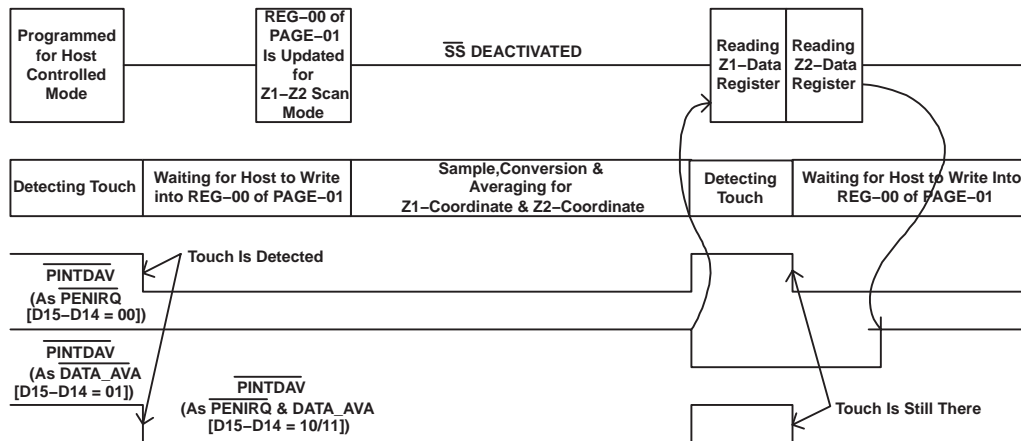 Programmed
for Host
Controlled
Mode
REG–00 of
PAGE–01
Is Updated
for
Z1–Z2 Scan
Mode
SS DEACTIVATED
Reading
Z1–Data
Register
Reading
Z2–Data
Register
Detecting Touch
Waiting for Host to Write
into REG–00 of PAGE–01
Sample,Conversion &
Averaging for
Z1–Coordinate & Z2–Coordinate
Detecting
Touch
Waiting for Host to Write Into
REG–00 of PAGE–01
Touch Is Detected
PINTDAV
(As PENIRQ
[D15–D14 = 00])
PINTDAV
(As DATA_AVA
[D15–D14 = 01])
PINTDAV
(As PENIRQ & DATA_AVA
[D15–D14 = 10/11])
Touch Is Still There